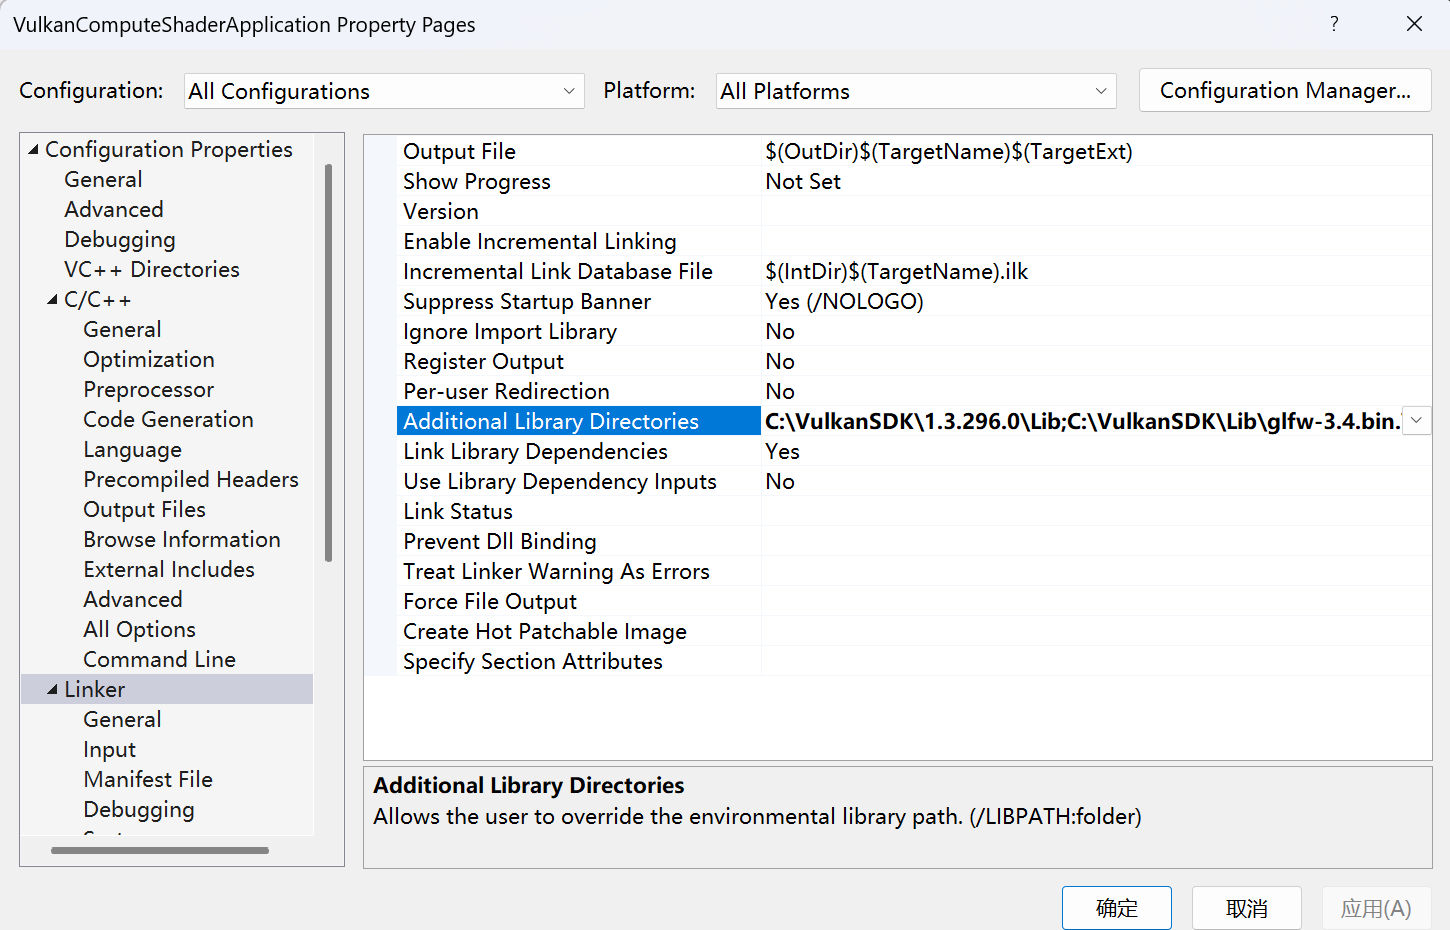 VulkanComputeShaderApplication Property Pages
?
Configuration: All Configurations Platform: All Platforms Configuration Manager...
Configuration Properties
General
Advanced
Debugging
VC++ Directories
C/C++
General
Optimization
Preprocessor
Code Generation
Language
Precompiled Headers
Output Files
Browse Information
External Includes
Advanced
All Options
Command Line
Linker
General
Input
Manifest File
Debugging
Output File $(OutDir)$(TargetName)$(TargetExt)
Show Progress Not Set
Version
Enable Incremental Linking
Incremental Link Database File $(IntDir)$(TargetName).ilk
Suppress Startup Banner Yes (/NOLOGO)
Ignore Import Library No
Register Output No
Per-user Redirection No
Additional Library Directories C:\VulkanSDK\1.3.296.0\Lib;C:\VulkanSDK\Lib\glfw-3.4.bin.
Link Library Dependencies Yes
Use Library Dependency Inputs No
Link Status
Prevent Dll Binding
Treat Linker Warning As Errors
Force File Output
Create Hot Patchable Image
Specify Section Attributes
Additional Library Directories
Allows the user to override the environmental library path. (/LIBPATH:folder)
确定 取消 应用(A)